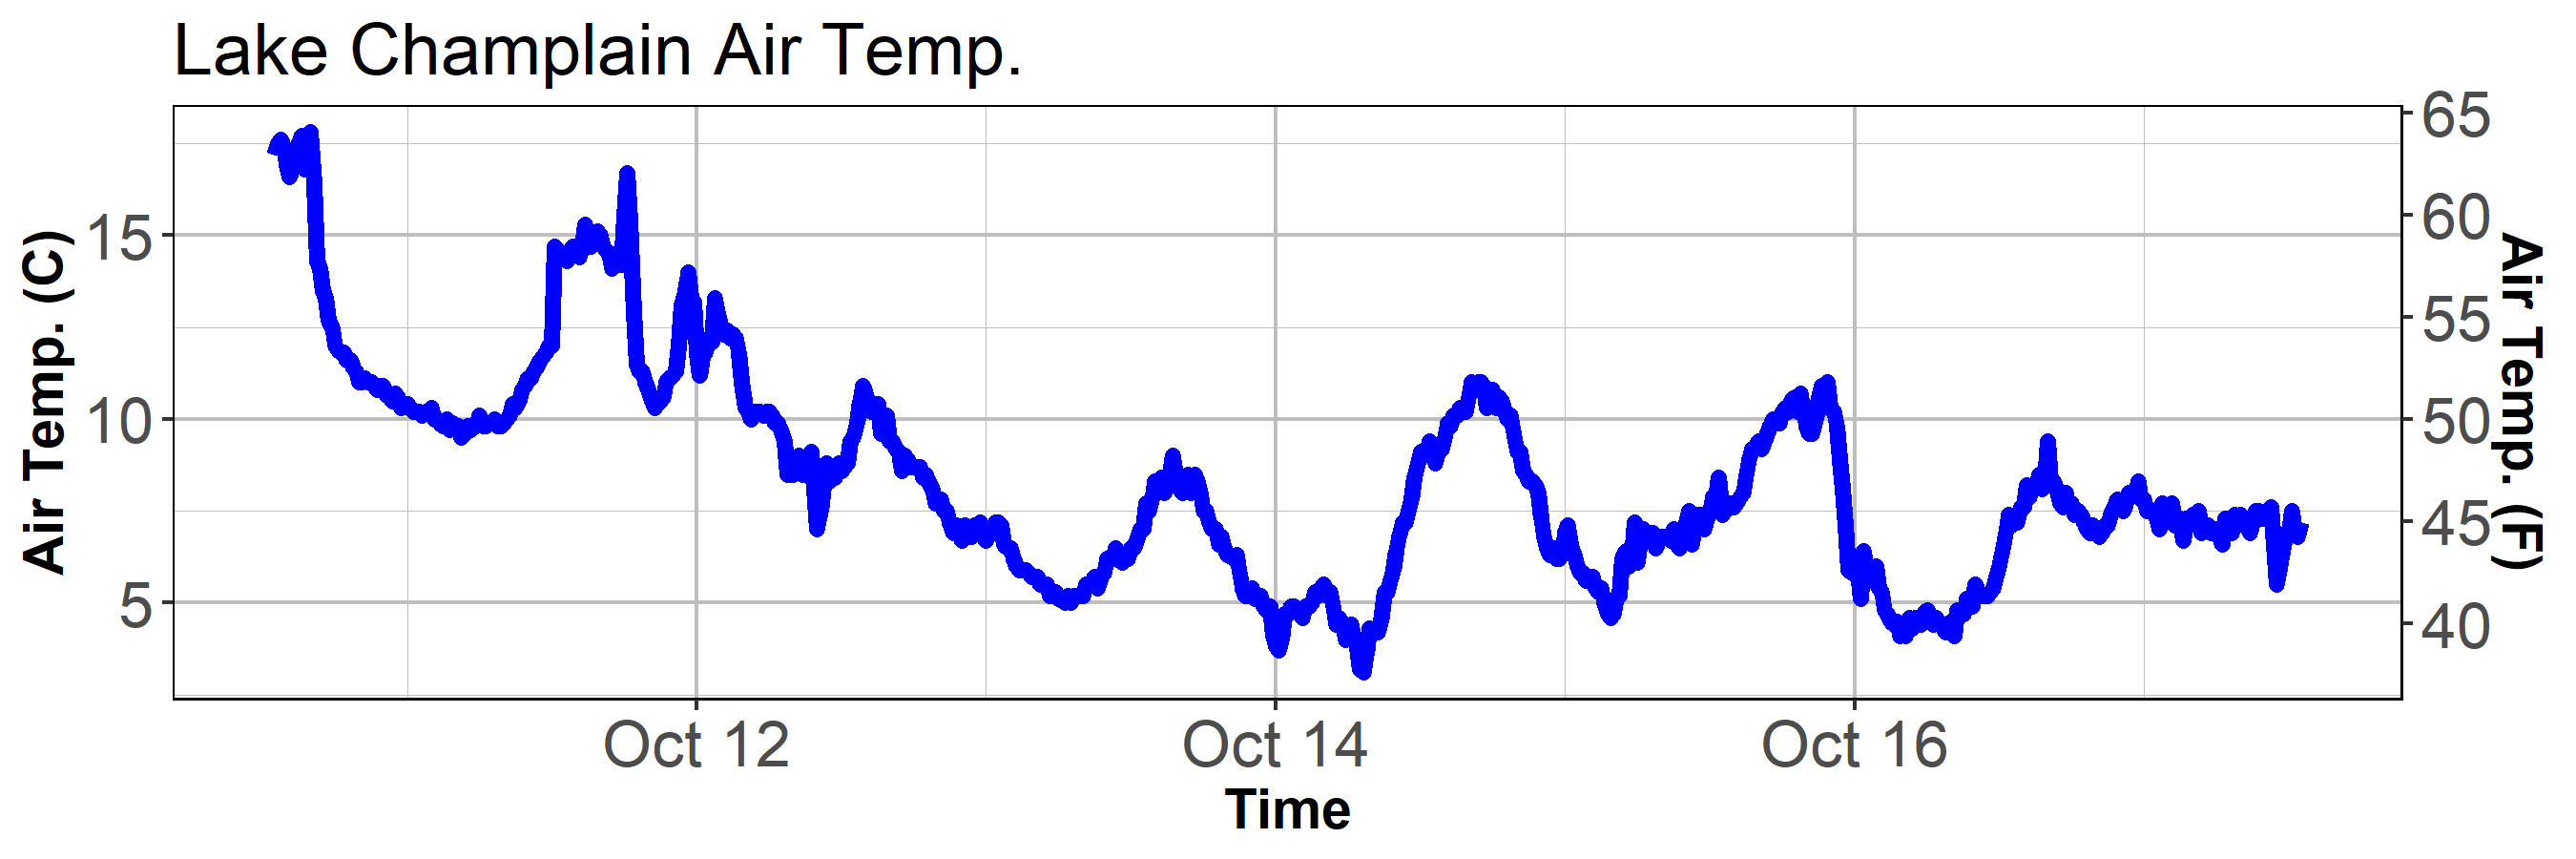 Lake Champlain Air Temp.
Air Temp. (C)
15
10
5
65
60
55
50
45
40
Air Temp. (F)
Oct 12
Oct 14
Oct 16
Time